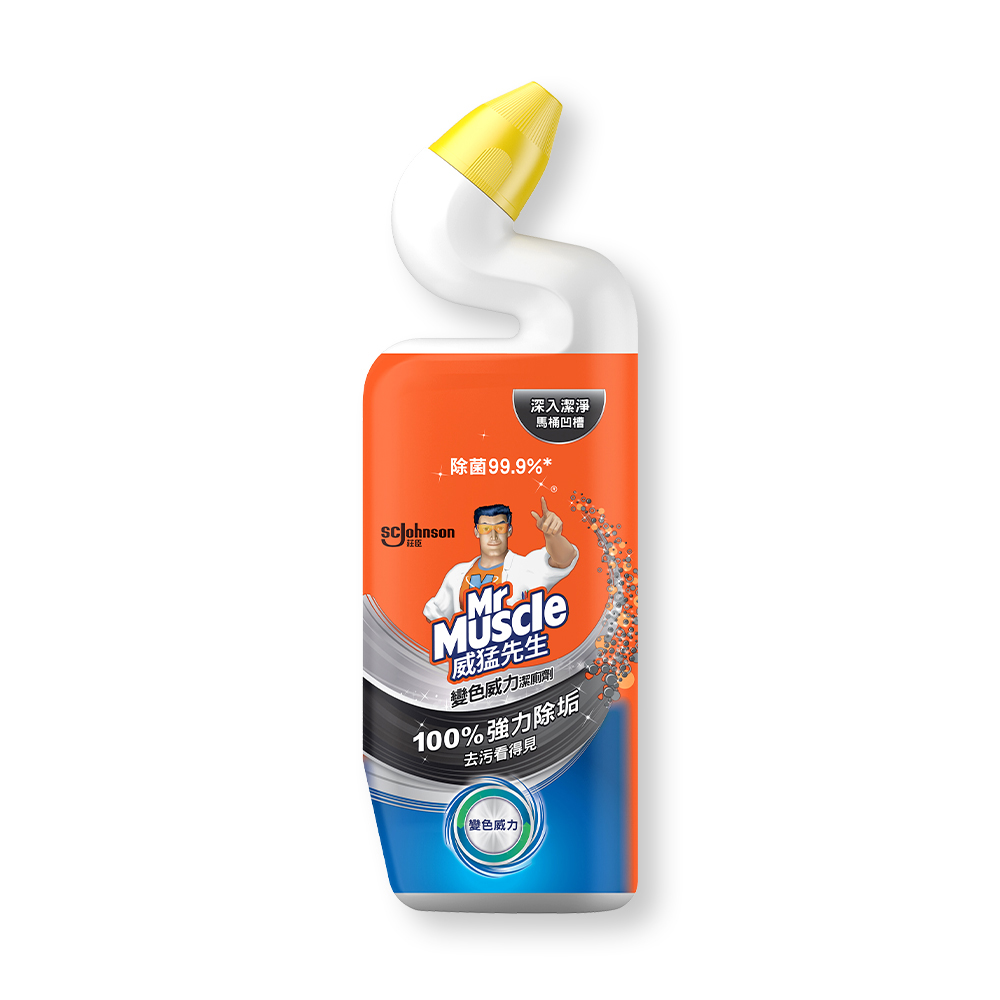 深入潔淨
馬桶凹槽
除菌99.9%*
®
SCJohnson
莊臣
Mr
Muscle
威猛先生
變色威力潔廁劑
100%強力除垢
去污看得見
變色威力